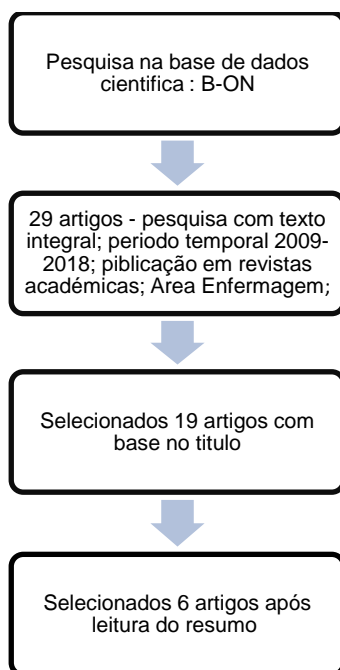 Pesquisa na base de dados
cientifica : B-ON
29 artigos - pesquisa com texto
integral; periodo temporal 2009-
2018; piblicação em revistas
académicas; Area Enfermagem;
Selecionados 19 artigos com
base no titulo
Selecionados 6 artigos após
leitura do resumo